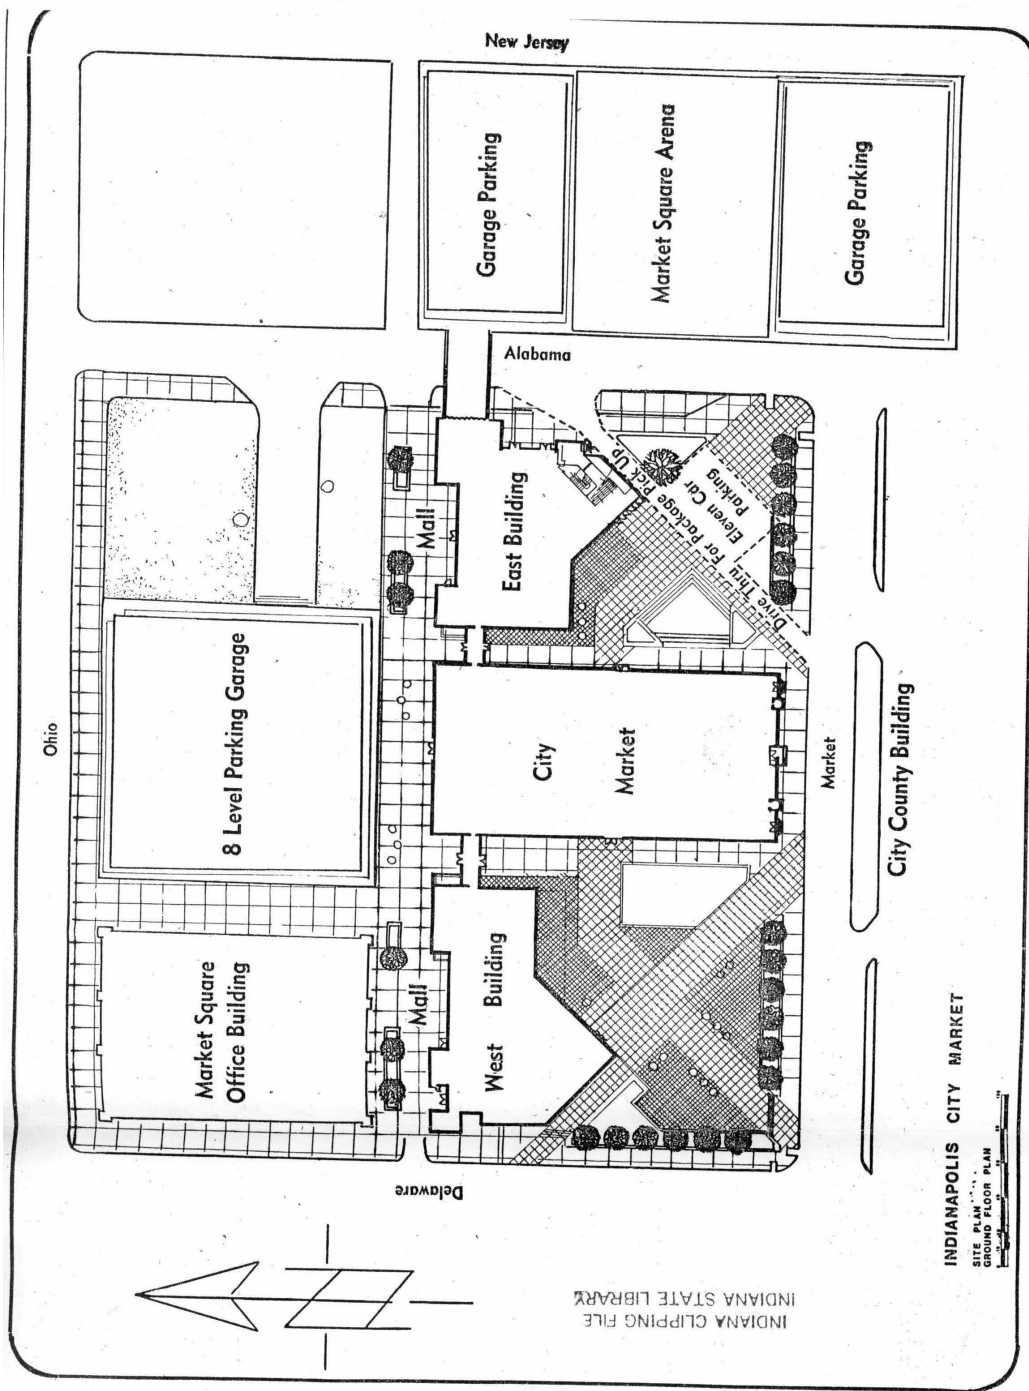 New Jersey
Garage Parking
Market Square Arena
Garage Parking
Alabama
Ohio
8 Level Parking Garage
Market Square
Office Building
Mall
Mall
East Building
City
Market
West Building
Drive Thru For Package Pick Up
Eleven Car
Parking
Market
City County Building
Delaware
INDIANAPOLIS CITY MARKET
SITE PLAN
GROUND FLOOR PLAN
INDIANA CLIPPING FILE
INDIANA STATE LIBRARY